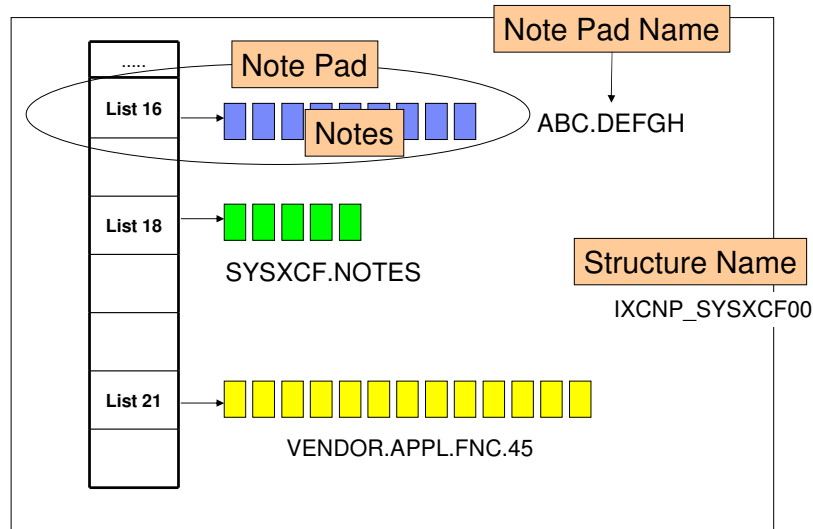 Note Pad Name
.....
Note Pad
List 16
Notes
ABC.DEFGH
List 18
SYSXCF.NOTES
Structure Name
IXCNP_SYSXCF00
List 21
VENDOR.APPL.FNC.45